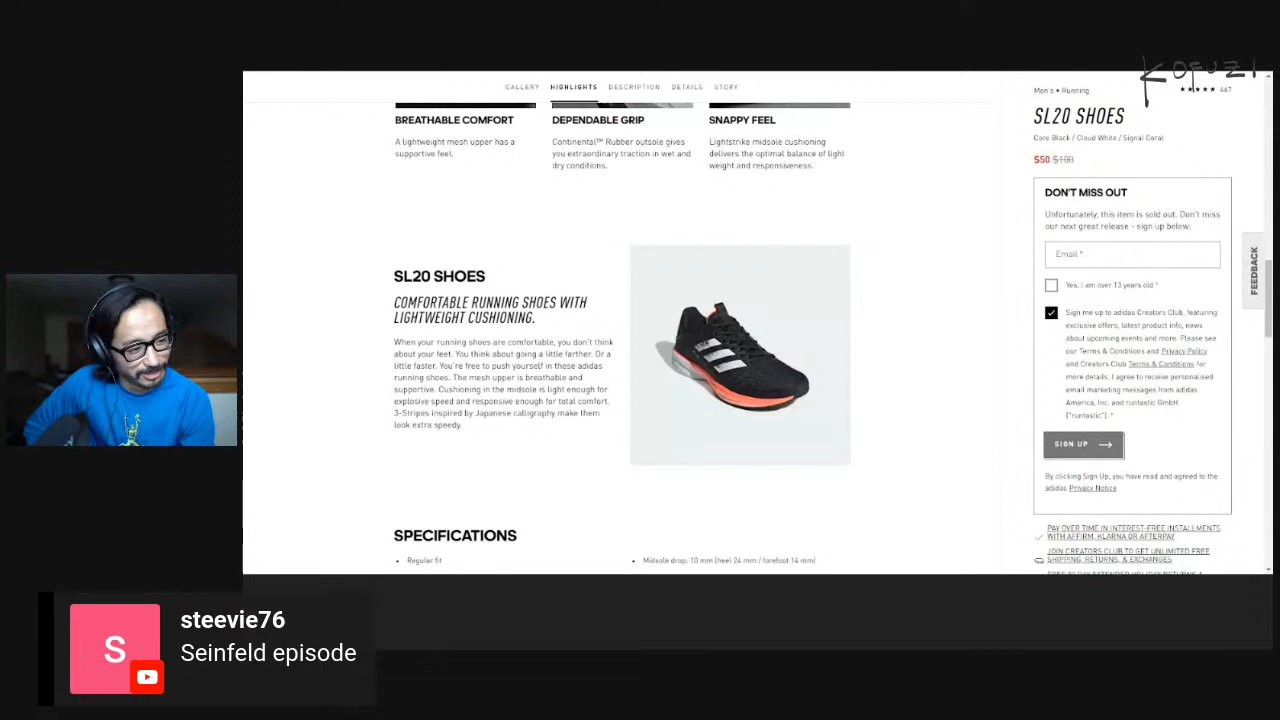 KOFUZI
GALLERY HIGHLIGHTS DESCRIPTION DETAILS STORY
BREATHABLE COMFORT
A lightweight mesh upper has a
supportive feel.
DEPENDABLE GRIP
Continental™ Rubber outsole gives
you extraordinary traction in wet and
dry conditions.
SNAPPY FEEL
Lightstrike midsole cushioning
delivers the optimal balance of light
weight and responsiveness.
SL20 SHOES
COMFORTABLE RUNNING SHOES WITH
LIGHTWEIGHT CUSHIONING.
When your running shoes are comfortable, you don't think
about your feet. You think about going a little farther. Or a
little faster. You're free to push yourself in these adidas
running shoes. The mesh upper is breathable and
supportive. Cushioning in the midsole is light enough for
explosive speed and responsive enough for total comfort.
3-Stripes inspired by Japanese calligraphy make them
look extra speedy.
SPECIFICATIONS
• Regular fit
• Midsole drop: 10 mm (heel 24 mm / forefoot 14 mm)
Men's • Running
★★★★★ 467
SL20 SHOES
Core Black / Cloud White / Signal Coral
$50 $100
DON'T MISS OUT
Unfortunately, this item is sold out. Don't miss
our next great release - sign up below:
Email *
Yes, I am over 13 years old *
Sign me up to adidas Creators Club, featuring
exclusive offers, latest product info, news
about upcoming events and more. Please see
our Terms & Conditions and Privacy Policy
and Creators Club Terms & Conditions for
more details. I agree to receive personalised
email marketing messages from adidas
America, Inc. and runtastic GmbH
("runtastic"). *
SIGN UP
By clicking Sign Up, you have read and agreed to the
adidas Privacy Notice
PAY OVER TIME IN INTEREST-FREE INSTALLMENTS
WITH AFFIRM, KLARNA OR AFTERPAY
JOIN CREATORS CLUB TO GET UNLIMITED FREE
SHIPPING, RETURNS, & EXCHANGES
FEEDBACK
S
steevie76
Seinfeld episode